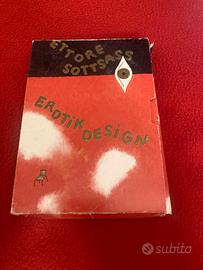 ETTORE
SOTTSASS
EROTIK DESIGN
subito